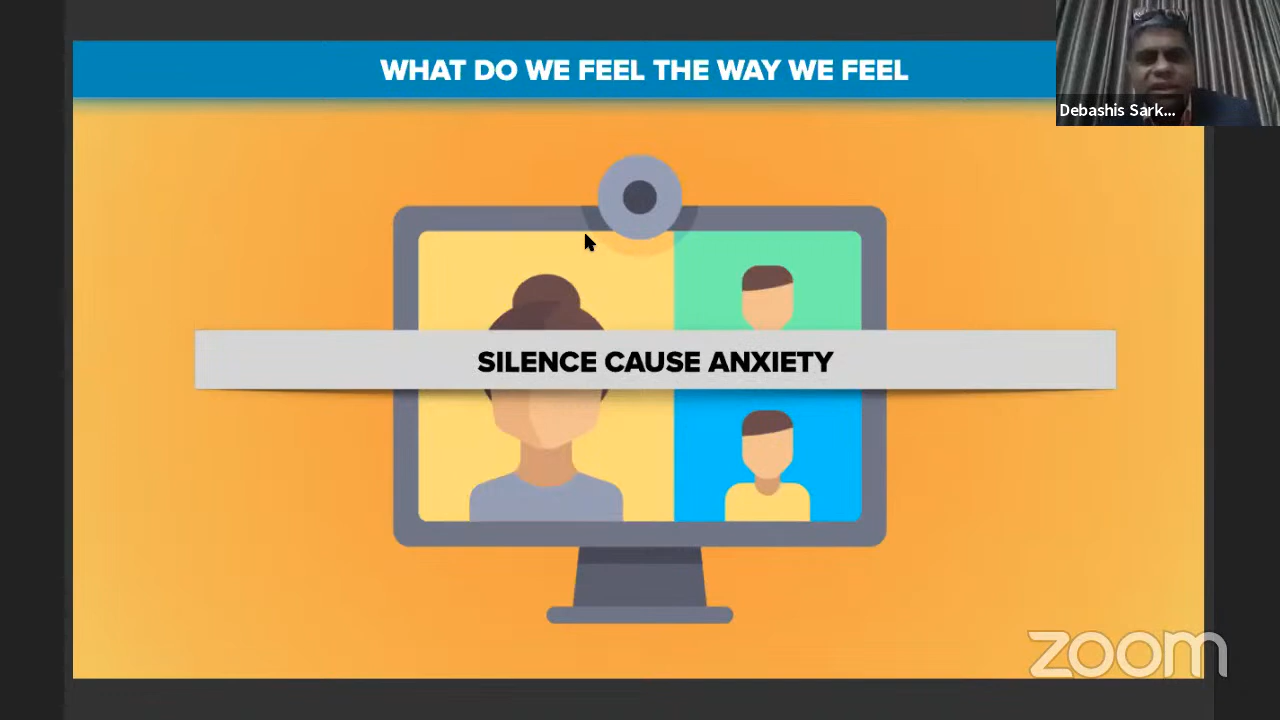 WHAT DO WE FEEL THE WAY WE FEEL
Debashis Sark...
SILENCE CAUSE ANXIETY
zoom